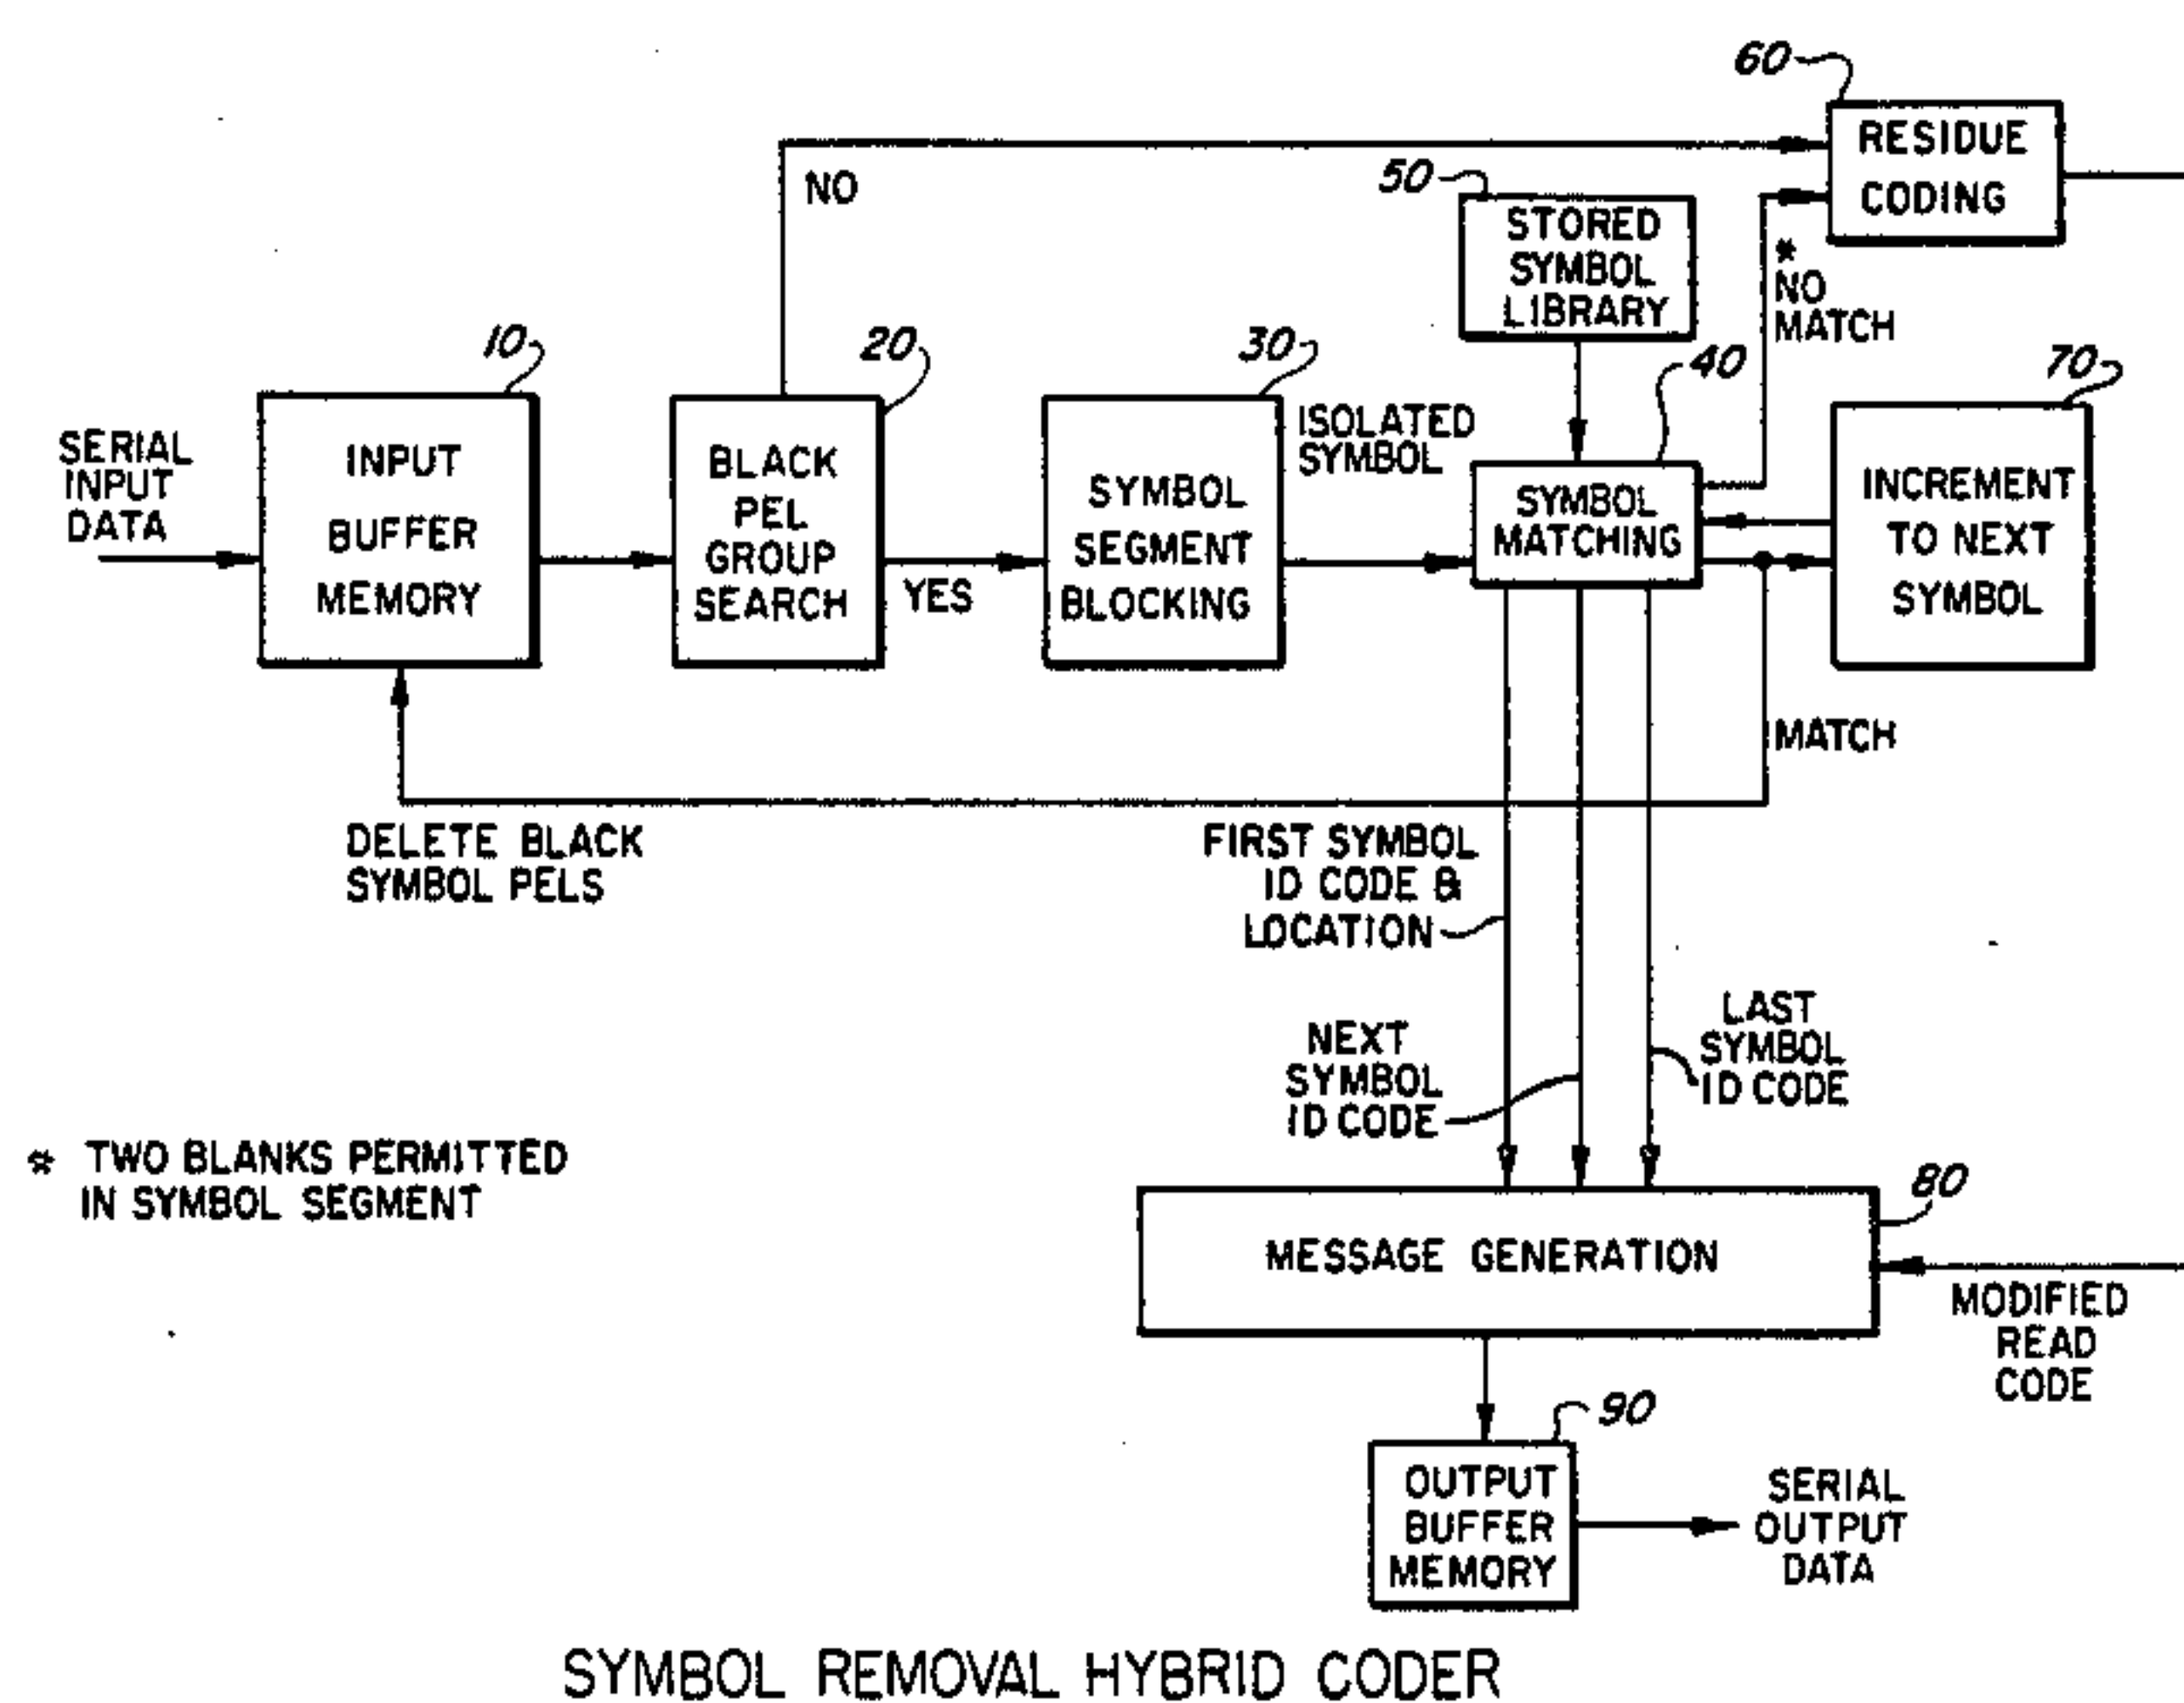 60
RESIDUE
CODING
NO
50
STORED
SYMBOL
LIBRARY
*
NO
MATCH
10
20
30
40
70
SERIAL
INPUT
DATA
INPUT
BUFFER
MEMORY
BLACK
PEL
GROUP
SEARCH
YES
SYMBOL
SEGMENT
BLOCKING
ISOLATED
SYMBOL
SYMBOL
MATCHING
INCREMENT
TO NEXT
SYMBOL
MATCH
DELETE BLACK
SYMBOL PELS
FIRST SYMBOL
ID CODE &
LOCATION
NEXT
SYMBOL
ID CODE
LAST
SYMBOL
ID CODE
* TWO BLANKS PERMITTED
IN SYMBOL SEGMENT
80
MESSAGE GENERATION
MODIFIED
READ
CODE
90
OUTPUT
BUFFER
MEMORY
SERIAL
OUTPUT
DATA
SYMBOL REMOVAL HYBRID CODER